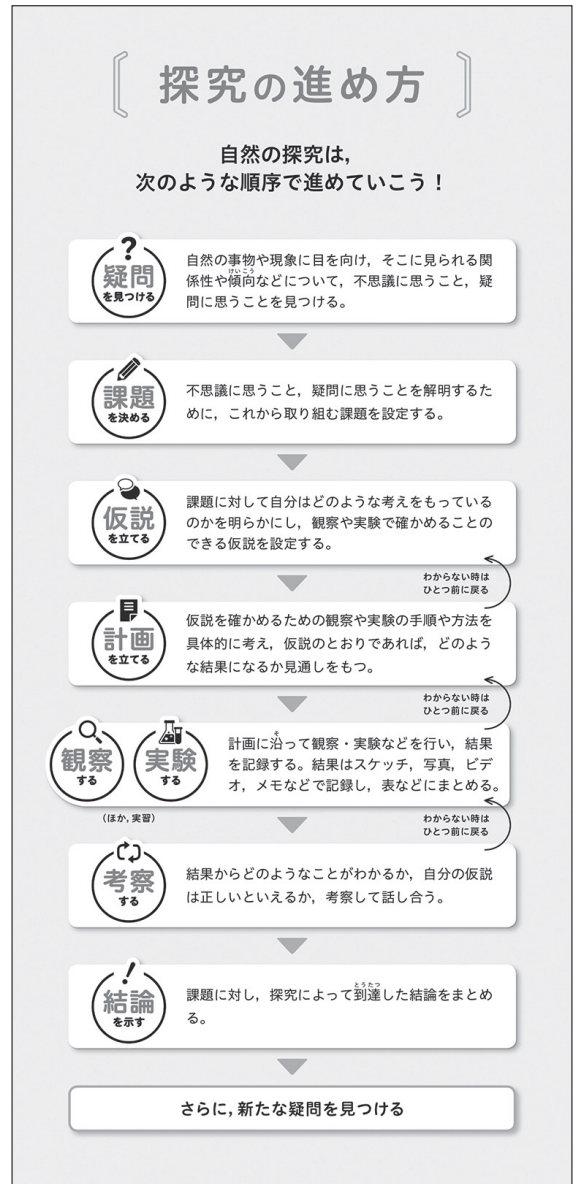 探究の進め方
自然の探究は，
次のような順序で進めていこう！
?
疑問
を見つける
自然の事物や現象に目を向け，そこに見られる関
けいこう
係性や傾向などについて，不思議に思うこと，疑
問に思うことを見つける。
課題
を決める
不思議に思うこと，疑問に思うことを解明するた
めに，これから取り組む課題を設定する。
仮説
を立てる
課題に対して自分はどのような考えをもっている
のかを明らかにし，観察や実験で確かめることの
できる仮説を設定する。
わからない時は
ひとつ前に戻る
計画
を立てる
仮説を確かめるための観察や実験の手順や方法を
具体的に考え，仮説のとおりであれば，どのよう
な結果になるか見通しをもつ。
わからない時は
ひとつ前に戻る
観察
する
実験
する
(ほか,実習)
そ
計画に沿って観察・実験などを行い，結果
を記録する。結果はスケッチ，写真，ビデ
オ，メモなどで記録し，表などにまとめる。
わからない時は
ひとつ前に戻る
考察
する
結果からどのようなことがわかるか，自分の仮説
は正しいといえるか，考察して話し合う。
!
結論
を示す
とうたつ
課題に対し，探究によって到達した結論をまとめ
る。
さらに，新たな疑問を見つける